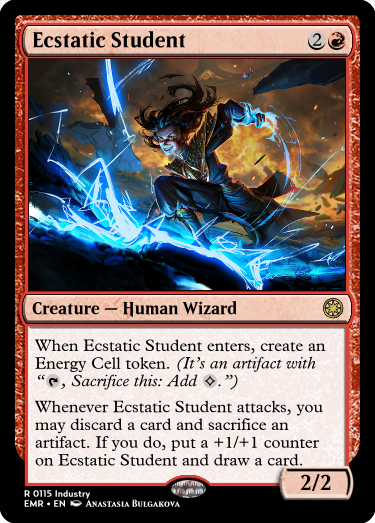 Ecstatic Student 2
Creature — Human Wizard
When Ecstatic Student enters, create an
Energy Cell token. (It's an artifact with
“, Sacrifice this: Add .”)
Whenever Ecstatic Student attacks, you
may discard a card and sacrifice an
artifact. If you do, put a +1/+1 counter
on Ecstatic Student and draw a card.
2/2
R 0115 Industry
EMR • EN Anastasia Bulgakova